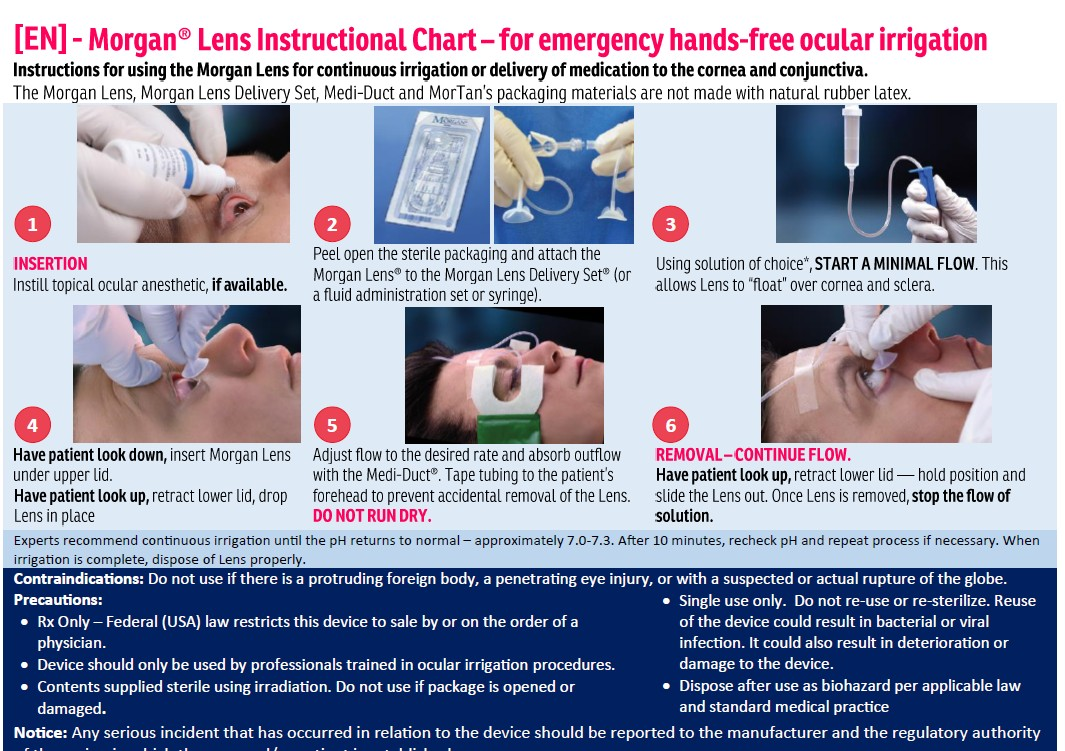 [EN] - Morgan® Lens Instructional Chart – for emergency hands-free ocular irrigation
Instructions for using the Morgan Lens for continuous irrigation or delivery of medication to the cornea and conjunctiva.
The Morgan Lens, Morgan Lens Delivery Set, Medi-Duct and MorTan's packaging materials are not made with natural rubber latex.
1
INSERTION
Instill topical ocular anesthetic, if available.
MORGAN
2
Peel open the sterile packaging and attach the
Morgan Lens® to the Morgan Lens Delivery Set® (or
a fluid administration set or syringe).
3
Using solution of choice*, START A MINIMAL FLOW. This
allows Lens to “float” over cornea and sclera.
4
Have patient look down, insert Morgan Lens
under upper lid.
Have patient look up, retract lower lid, drop
Lens in place
5
Adjust flow to the desired rate and absorb outflow
with the Medi-Duct®. Tape tubing to the patient's
forehead to prevent accidental removal of the Lens.
DO NOT RUN DRY.
6
REMOVAL–CONTINUE FLOW.
Have patient look up, retract lower lid — hold position and
slide the Lens out. Once Lens is removed, stop the flow of
solution.
Experts recommend continuous irrigation until the pH returns to normal – approximately 7.0-7.3. After 10 minutes, recheck pH and repeat process if necessary. When
irrigation is complete, dispose of Lens properly.
Contraindications: Do not use if there is a protruding foreign body, a penetrating eye injury, or with a suspected or actual rupture of the globe.
Precautions:
• Rx Only – Federal (USA) law restricts this device to sale by or on the order of a
physician.
• Device should only be used by professionals trained in ocular irrigation procedures.
• Contents supplied sterile using irradiation. Do not use if package is opened or
damaged.
• Single use only. Do not re-use or re-sterilize. Reuse
of the device could result in bacterial or viral
infection. It could also result in deterioration or
damage to the device.
• Dispose after use as biohazard per applicable law
and standard medical practice
Notice: Any serious incident that has occurred in relation to the device should be reported to the manufacturer and the regulatory authority